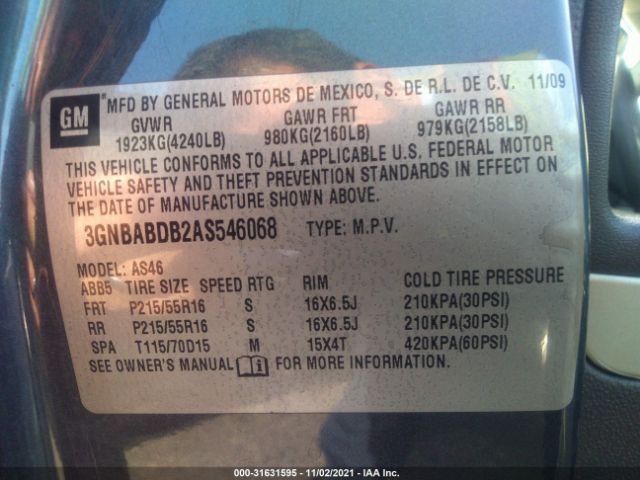 GM
MFD BY GENERAL MOTORS DE MEXICO, S. DE R.L. DE C.V. 11/09
GVWR GAWR FRT GAWR RR
1923KG(4240LB) 980KG(2160LB) 979KG(2158LB)
THIS VEHICLE CONFORMS TO ALL APPLICABLE U.S. FEDERAL MOTOR
VEHICLE SAFETY AND THEFT PREVENTION STANDARDS IN EFFECT ON
THE DATE OF MANUFACTURE SHOWN ABOVE.
3GNBABDB2AS546068 TYPE: M.P.V.
MODEL: AS46
ABB5 TIRE SIZE SPEED RTG RIM COLD TIRE PRESSURE
FRT P215/55R16 S 16X6.5J 210KPA(30PSI)
RR P215/55R16 S 16X6.5J 210KPA(30PSI)
SPA T115/70D15 M 15X4T 420KPA(60PSI)
SEE OWNER'S MANUAL i FOR MORE INFORMATION.
000-31631595 - 11/02/2021 - IAA Inc.